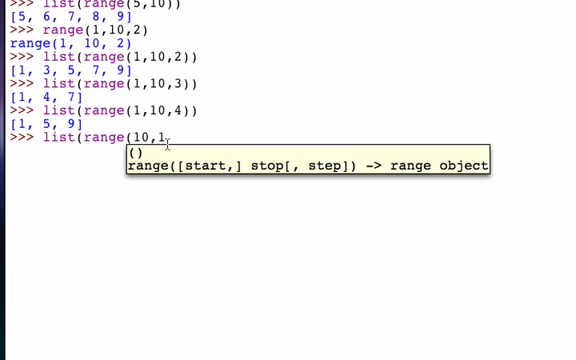 >>> list(range(5,10))
[5, 6, 7, 8, 9]
>>> range(1,10,2)
range(1, 10, 2)
>>> list(range(1,10,2))
[1, 3, 5, 7, 9]
>>> list(range(1,10,3))
[1, 4, 7]
>>> list(range(1,10,4))
[1, 5, 9]
>>> list(range(10,1
()
range([start,] stop[, step]) -> range object